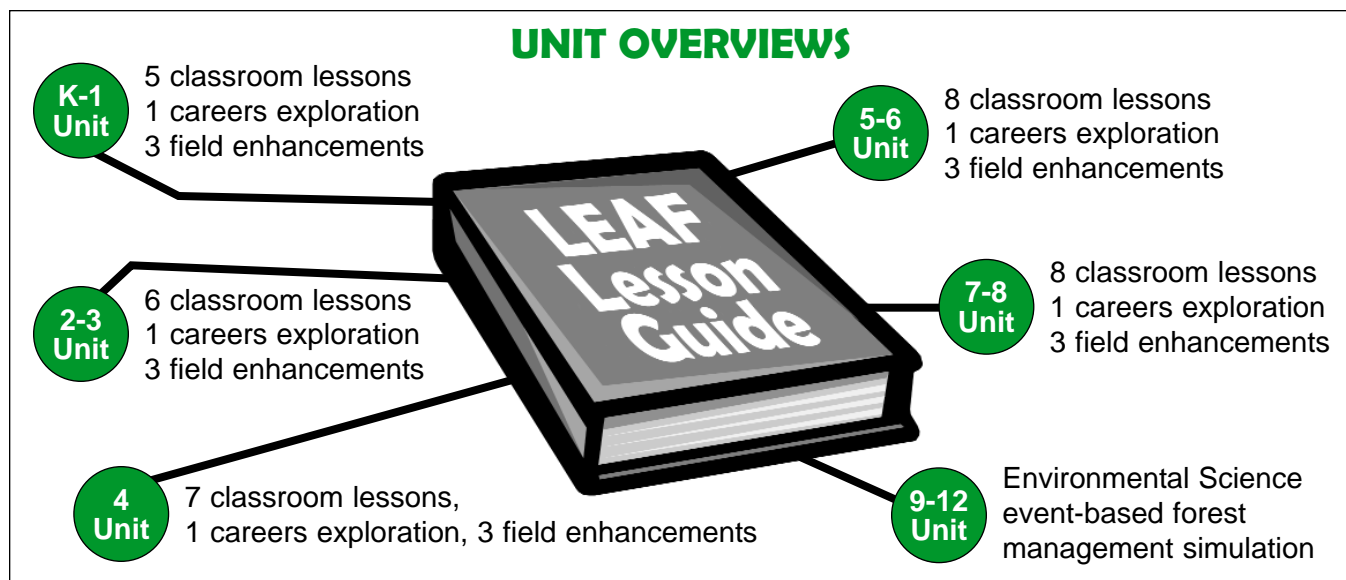 UNIT OVERVIEWS
K-1
Unit
5 classroom lessons
1 careers exploration
3 field enhancements
2-3
Unit
6 classroom lessons
1 careers exploration
3 field enhancements
4
Unit
7 classroom lessons,
1 careers exploration, 3 field enhancements
LEAF
Lesson
Guide
5-6
Unit
8 classroom lessons
1 careers exploration
3 field enhancements
7-8
Unit
8 classroom lessons
1 careers exploration
3 field enhancements
9-12
Unit
Environmental Science
event-based forest
management simulation